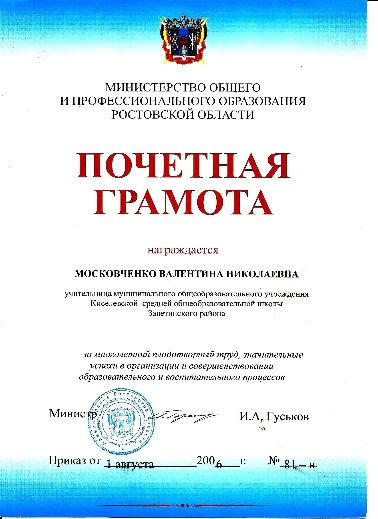 МИНИСТЕРСТВО ОБЩЕГО
И ПРОФЕССИОНАЛЬНОГО ОБРАЗОВАНИЯ
РОСТОВСКОЙ ОБЛАСТИ
ПОЧЕТНАЯ
ГРАМОТА
награждается
МОСКОВЧЕНКО ВАЛЕНТИНА НИКОЛАЕВНА
учительница муниципального общеобразовательного учреждения
Киселевской средней общеобразовательной школы
Заветинского района
за многолетний плодотворный труд, значительные
успехи в организации и совершенствовании
образовательного и воспитательного процессов
Министр И.А. Гуськов
Приказ от 1 августа 2006 г. № 81-н